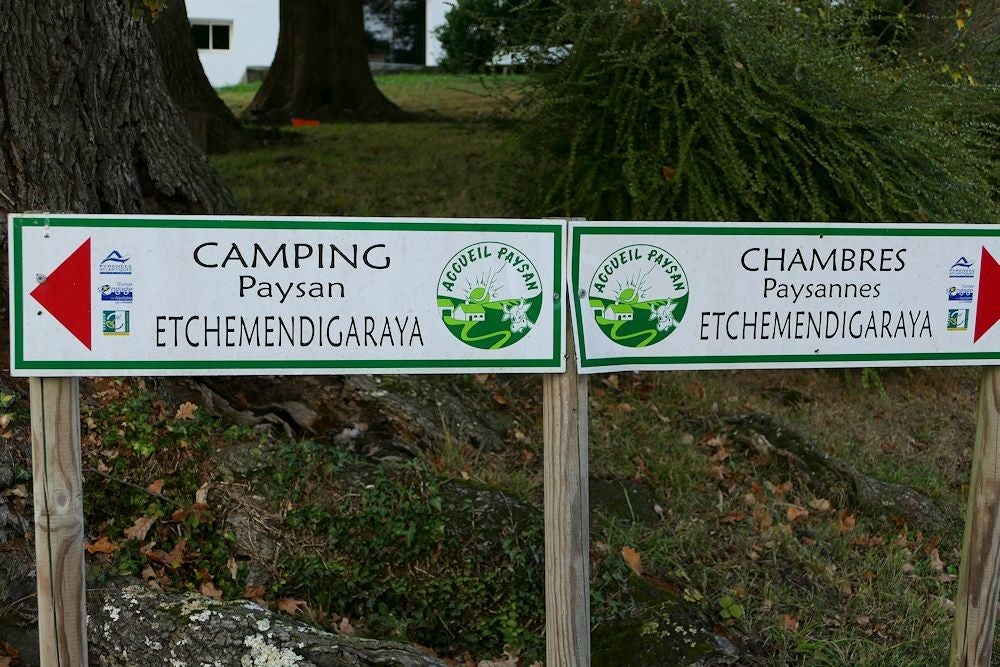 CAMPING
Paysan
ETCHEMENDIGARAYA
ACCUEIL PAYSAN
ACCUEIL PAYSAN
CHAMBRES
Paysannes
ETCHEMENDIGARAYA